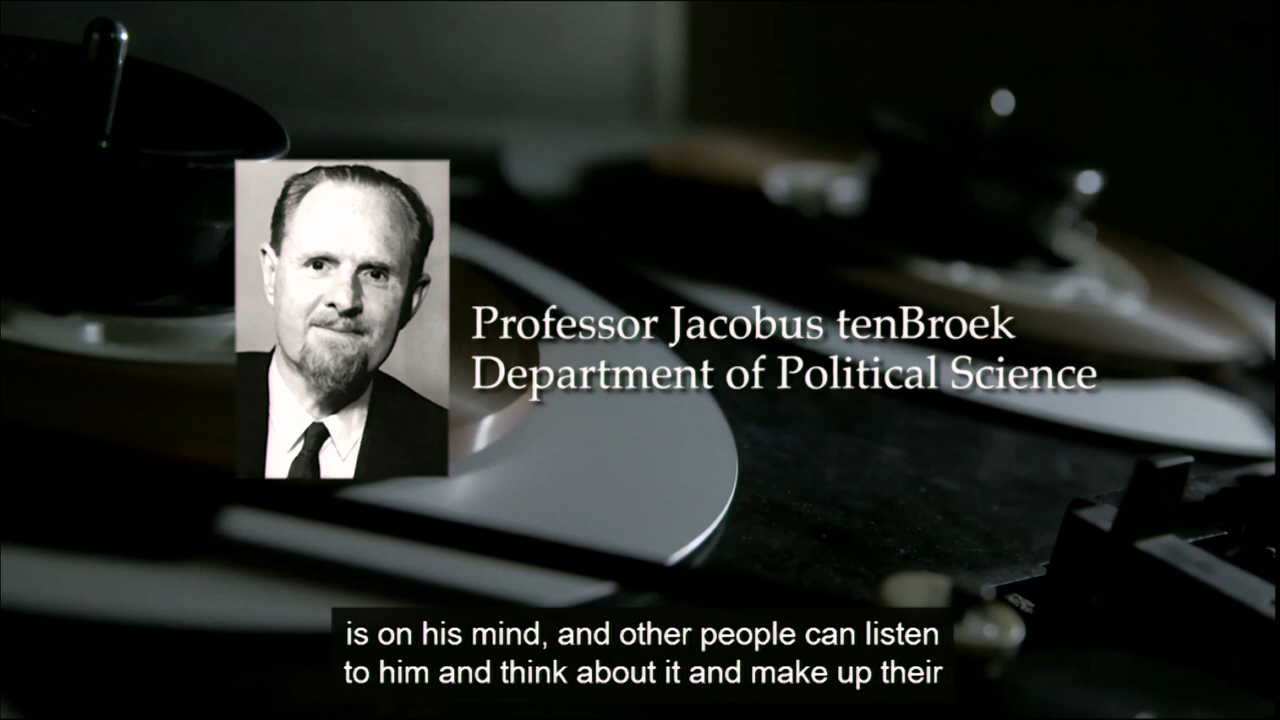 Professor Jacobus tenBroek
Department of Political Science
is on his mind, and other people can listen
to him and think about it and make up their